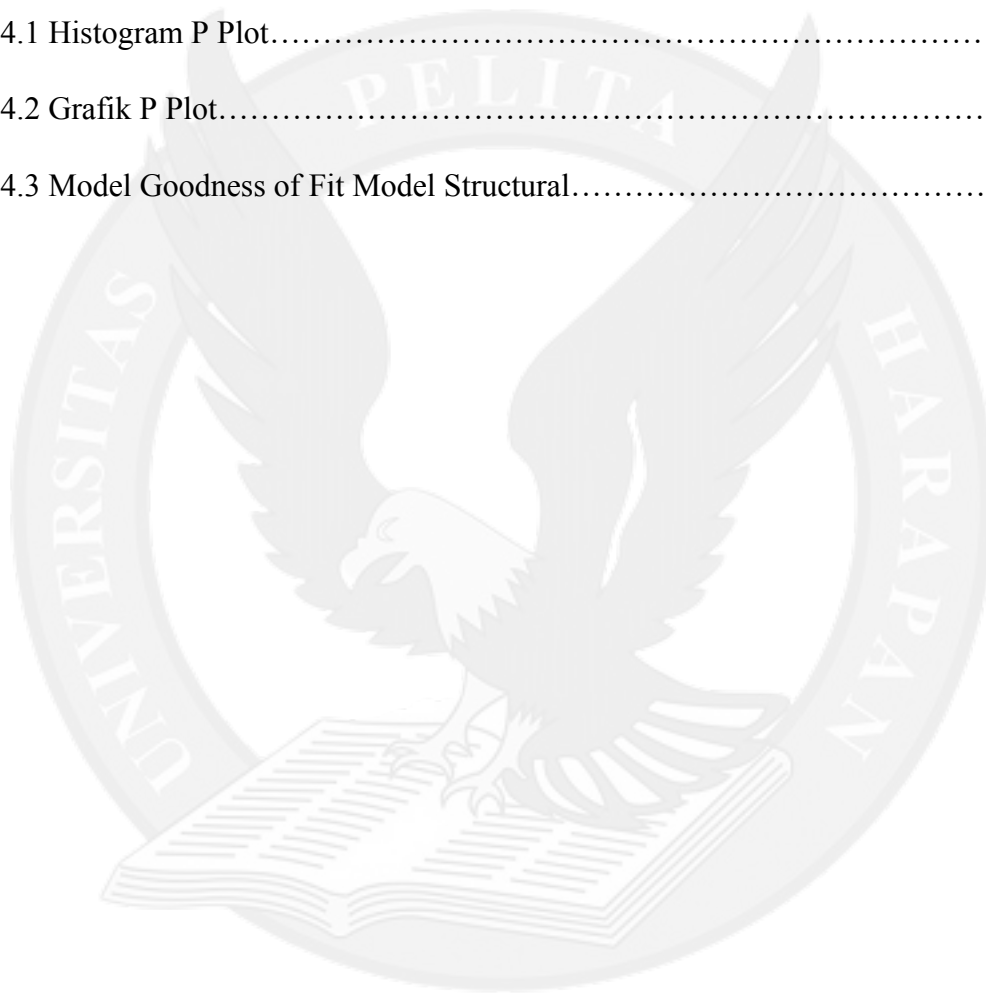 4.1 Histogram P Plot……………………………………………………………
4.2 Grafik P Plot…………………………………………………………………
4.3 Model Goodness of Fit Model Structural……………………………………
UNIVERSITAS PELITA HARAPAN